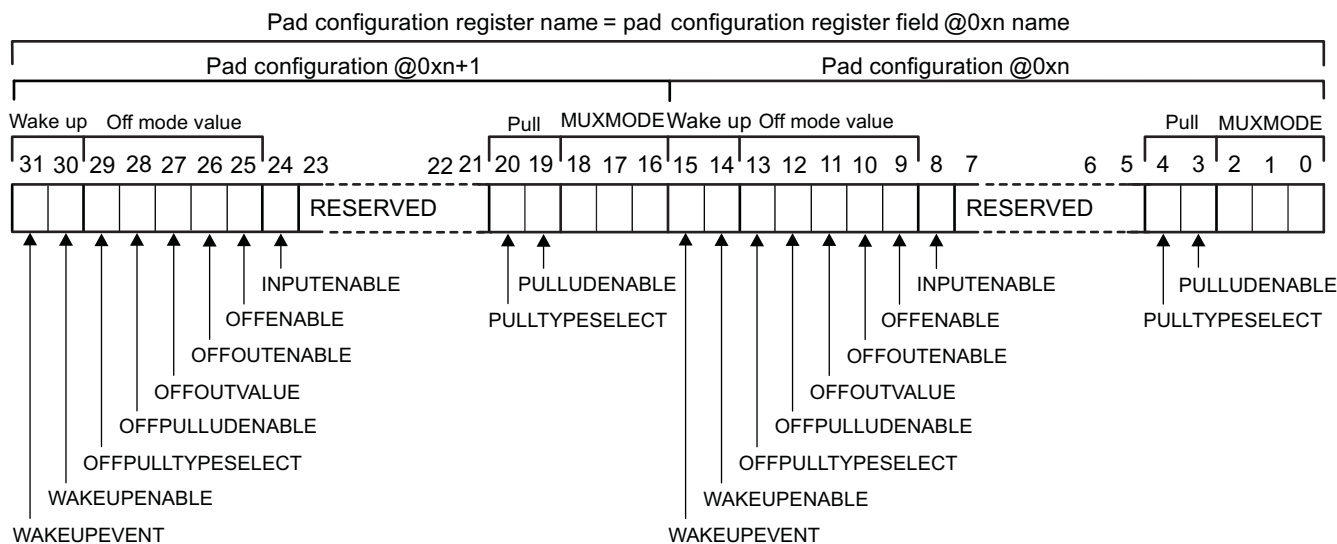 Pad configuration register name = pad configuration register field @0xn name
Pad configuration @0xn+1 Pad configuration @0xn
Wake up Off mode value Pull MUXMODE Wake up Off mode value Pull MUXMODE
31 30 29 28 27 26 25 24 23 22 21 20 19 18 17 16 15 14 13 12 11 10 9 8 7 6 5 4 3 2 1 0
RESERVED RESERVED
INPUTENABLE PULLUDENABLE INPUTENABLE PULLUDENABLE
OFFENABLE PULLTYPESELECT OFFENABLE PULLTYPESELECT
OFFOUTENABLE OFFOUTENABLE
OFFOUTVALUE OFFOUTVALUE
OFFPULLUDENABLE OFFPULLUDENABLE
OFFPULLTYPESELECT OFFPULLTYPESELECT
WAKEUPENABLE WAKEUPENABLE
WAKEUPEVENT WAKEUPEVENT